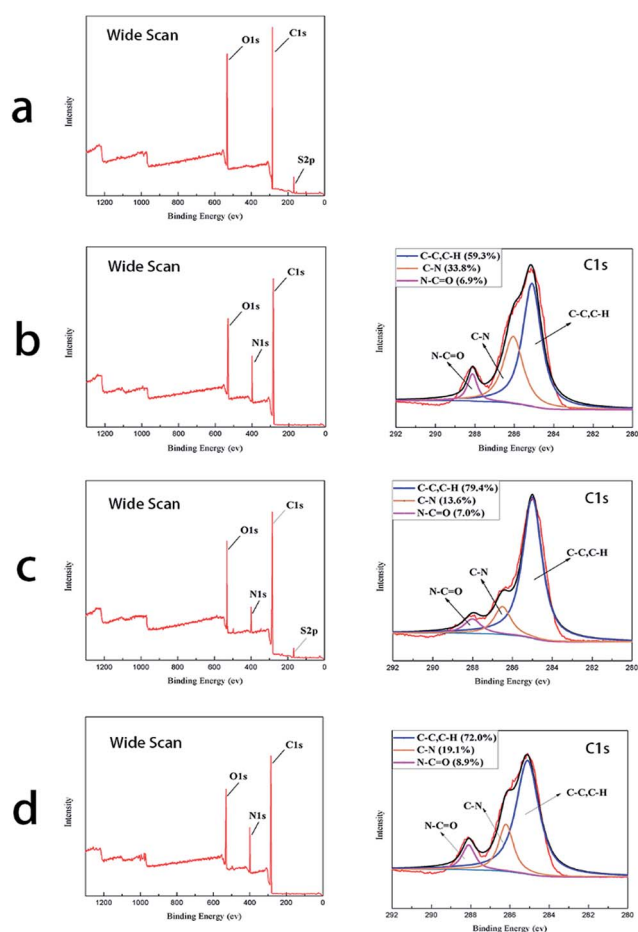 a
Wide Scan
O1s
C1s
S2p
Intensity
1200 1000 800 600 400 200 0
Binding Energy (ev)
b
Wide Scan
O1s
N1s
C1s
Intensity
1200 1000 800 600 400 200 0
Binding Energy (ev)
C-C,C-H (59.3%)
C-N (33.8%)
N-C=O (6.9%)
C1s
C-N
N-C=O
C-C,C-H
Intensity
292 290 288 286 284 282 280
Binding Energy (ev)
c
Wide Scan
O1s
C1s
N1s
S2p
Intensity
1200 1000 800 600 400 200 0
Binding Energy (ev)
C-C,C-H (79.4%)
C-N (13.6%)
N-C=O (7.0%)
C1s
C-N
N-C=O
C-C,C-H
Intensity
292 290 288 286 284 282 280
Binding Energy (ev)
d
Wide Scan
O1s
C1s
N1s
Intensity
1200 1000 800 600 400 200 0
Binding Energy (ev)
C-C,C-H (72.0%)
C-N (19.1%)
N-C=O (8.9%)
C1s
C-N
N-C=O
C-C,C-H
Intensity
292 290 288 286 284 282 280
Binding Energy (ev)